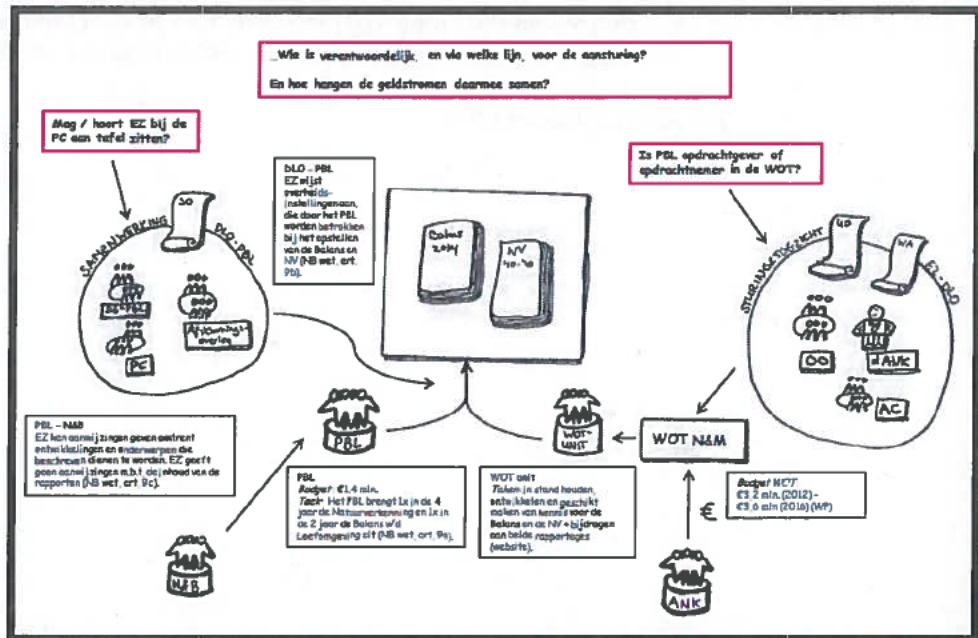 ...Wie is verantwoordelijk, en via welke lijn, voor de aansturing?
En hoe hangen de geldstromen daarmee samen?
Mag / hoort EZ bij de
PC aan tafel zitten?
DLO - PBL
EZ wijst
overheids-
instellingen aan,
die door het PBL
worden betrokken
bij het opstellen
van de Balans en
NV (NB wet, art.
9b).
Is PBL opdrachtgever of
opdrachtnemer in de WOT?
SO
SAMENWERKING DLO-PBL
PC
Balans
2014
NV
STURING
EZ-DLO
WA
OO
ANK
AC
PBL - N&B
EZ kan aanwijzingen geven omtrent
ontwikkelingen en onderwerpen die
beschreven dienen te worden. EZ geeft
geen aanwijzingen m.b.t. de inhoud van de
rapporten (NB wet, art. 9c).
PBL
WOT-
UNIT
WOT N&M
PBL
Budget: €1,4 mln.
Taak: Het PBL brengt 1x in de 4
jaar de Natuurverkenning en 1x in
de 2 jaar de Balans v/d
Leefomgeving uit (NB wet, art. 9a).
WOT unit
Taken: in stand houden,
ontwikkelen en geschikt
maken van kennis voor de
Balans en de NV + bijdragen
aan beide rapportages
(website).
€
Budget WOT:
€3,2 mln. (2012) -
€3,6 mln (2016) (WP)
N&B
ANK